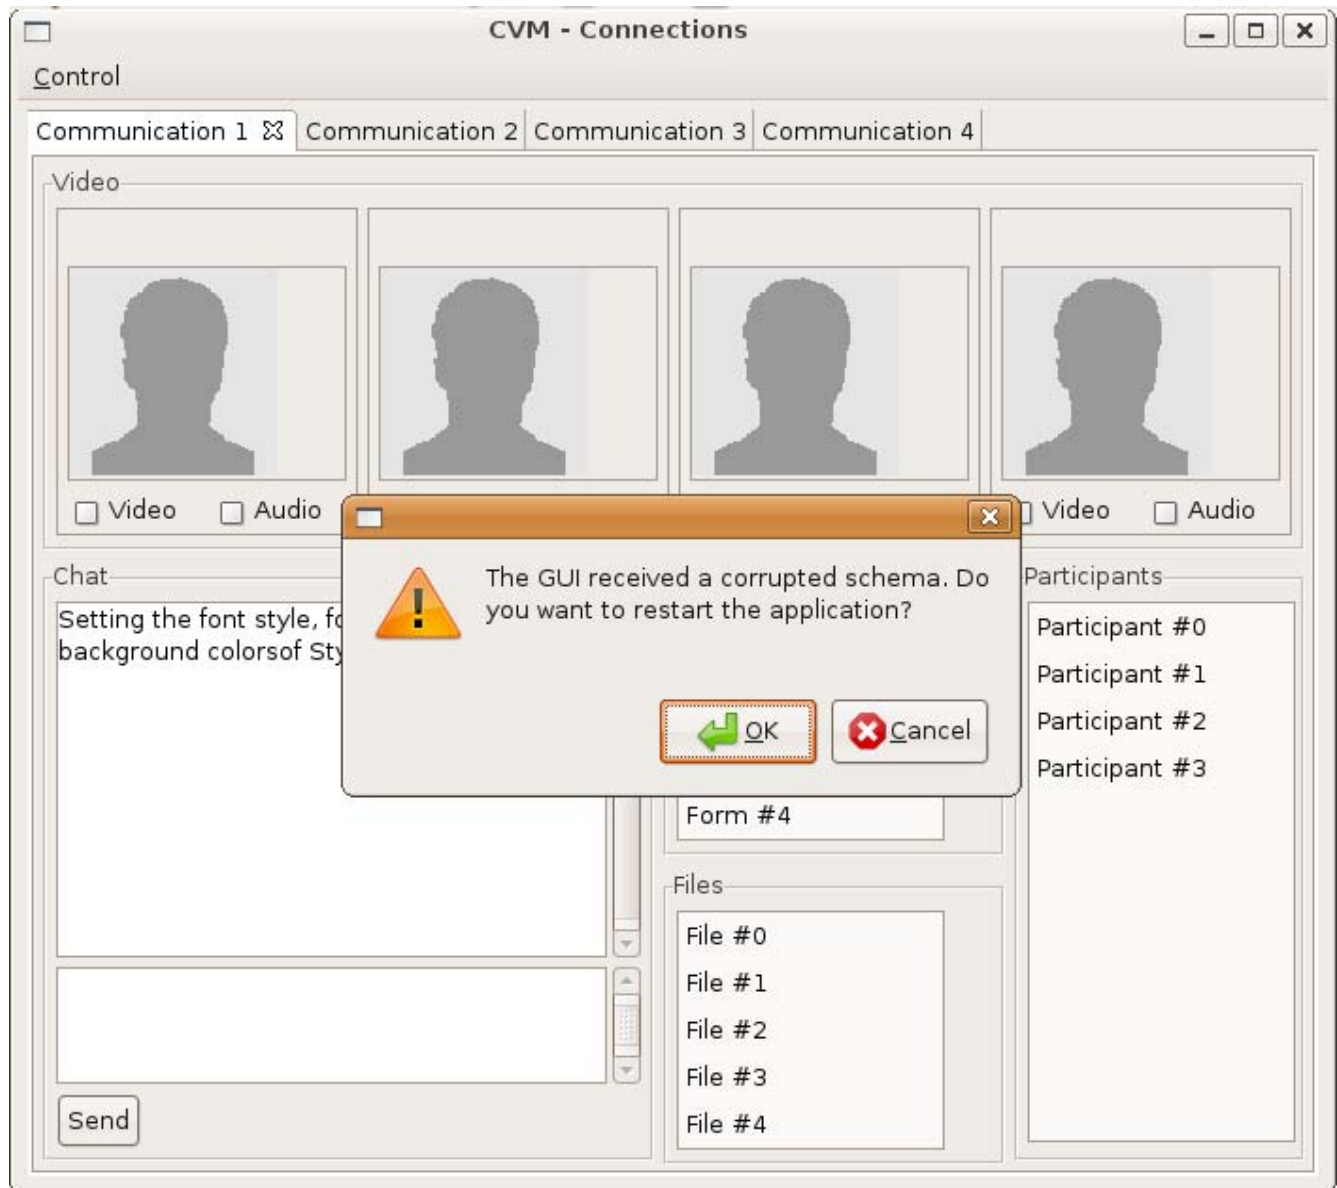 CVM - Connections
Control
Communication 1 Communication 2 Communication 3 Communication 4
Video
Video Audio
Video Audio
The GUI received a corrupted schema. Do
you want to restart the application?
OK Cancel
Chat
Setting the font style, fo
background colorsof Sty
Send
Form #4
Files
File #0
File #1
File #2
File #3
File #4
Participants
Participant #0
Participant #1
Participant #2
Participant #3